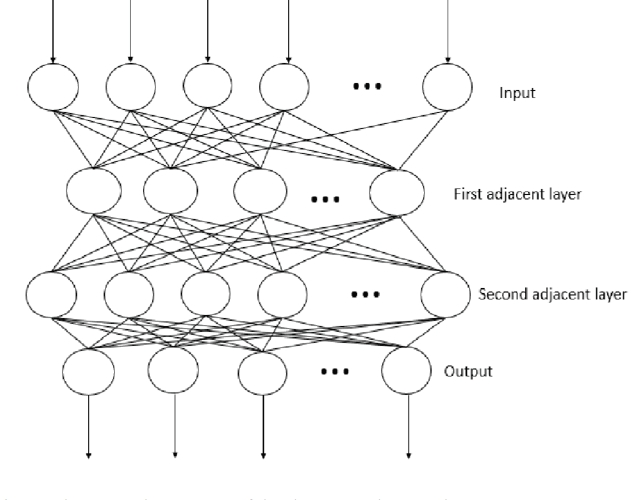 Input
First adjacent layer
Second adjacent layer
Output